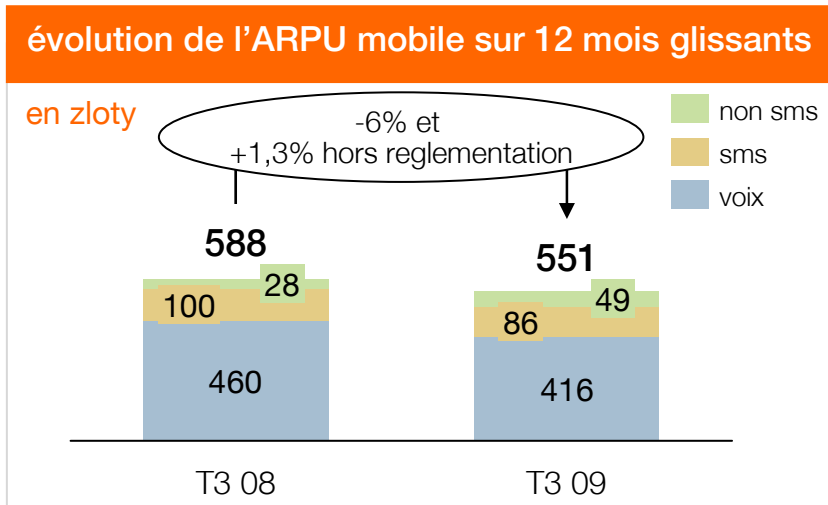 évolution de l'ARPU mobile sur 12 mois glissants
en zloty
-6% et
+1,3% hors reglementation
non sms
sms
voix
588
551
28
100
460
49
86
416
T3 08
T3 09